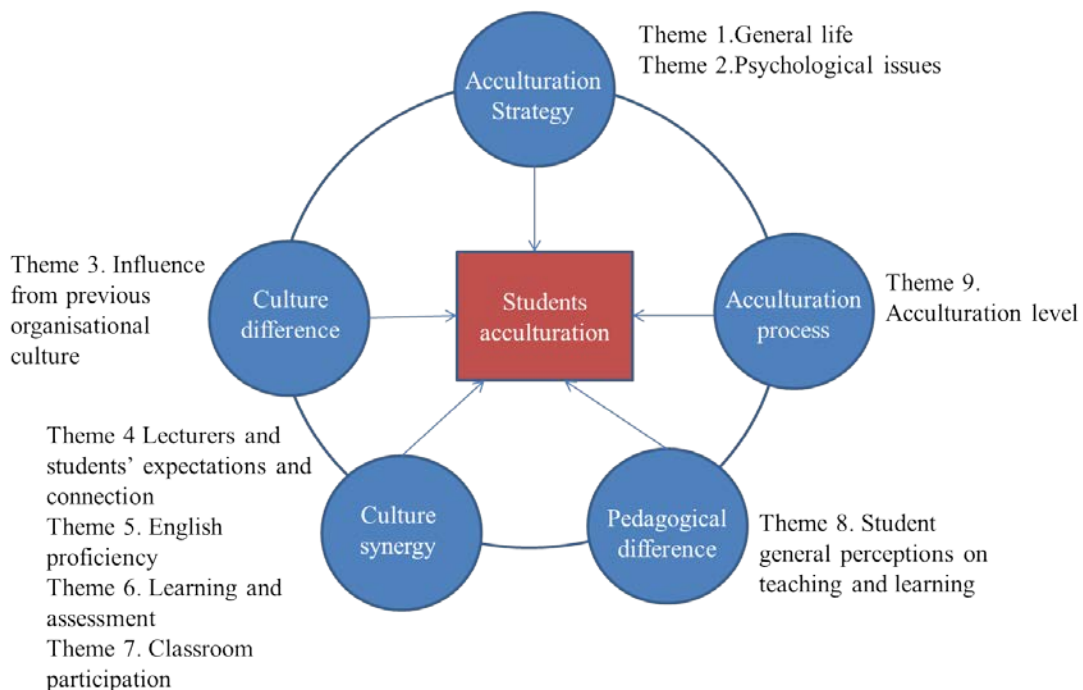 Theme 1.General life
Theme 2.Psychological issues
Acculturation
Strategy
Theme 3. Influence
from previous
organisational
culture
Culture
difference
Students
acculturation
Acculturation
process
Theme 9.
Acculturation level
Theme 4 Lecturers and
students’ expectations and
connection
Theme 5. English
proficiency
Theme 6. Learning and
assessment
Theme 7. Classroom
participation
Culture
synergy
Pedagogical
difference
Theme 8. Student
general perceptions on
teaching and learning